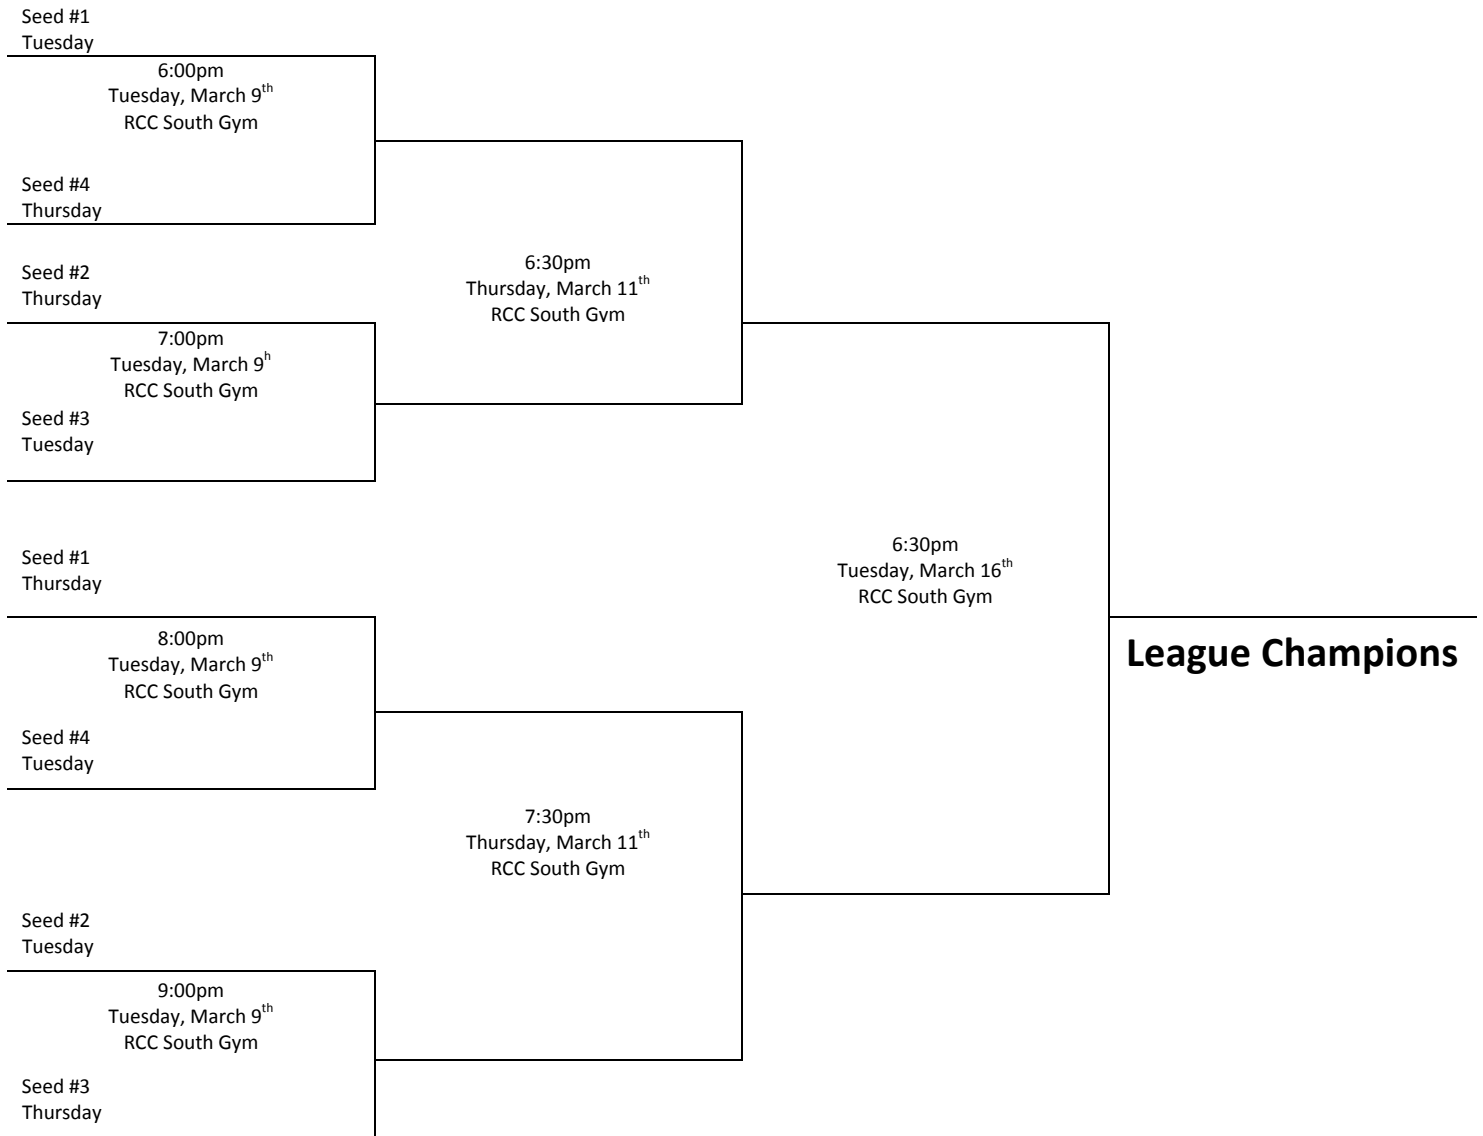 Seed #1
Tuesday
6:00pm
Tuesday, March 9th
RCC South Gym
Seed #4
Thursday
Seed #2
Thursday
6:30pm
Thursday, March 11th
RCC South Gym
7:00pm
Tuesday, March 9h
RCC South Gym
Seed #3
Tuesday
Seed #1
Thursday
6:30pm
Tuesday, March 16th
RCC South Gym
8:00pm
Tuesday, March 9th
RCC South Gym
League Champions
Seed #4
Tuesday
7:30pm
Thursday, March 11th
RCC South Gym
Seed #2
Tuesday
9:00pm
Tuesday, March 9th
RCC South Gym
Seed #3
Thursday